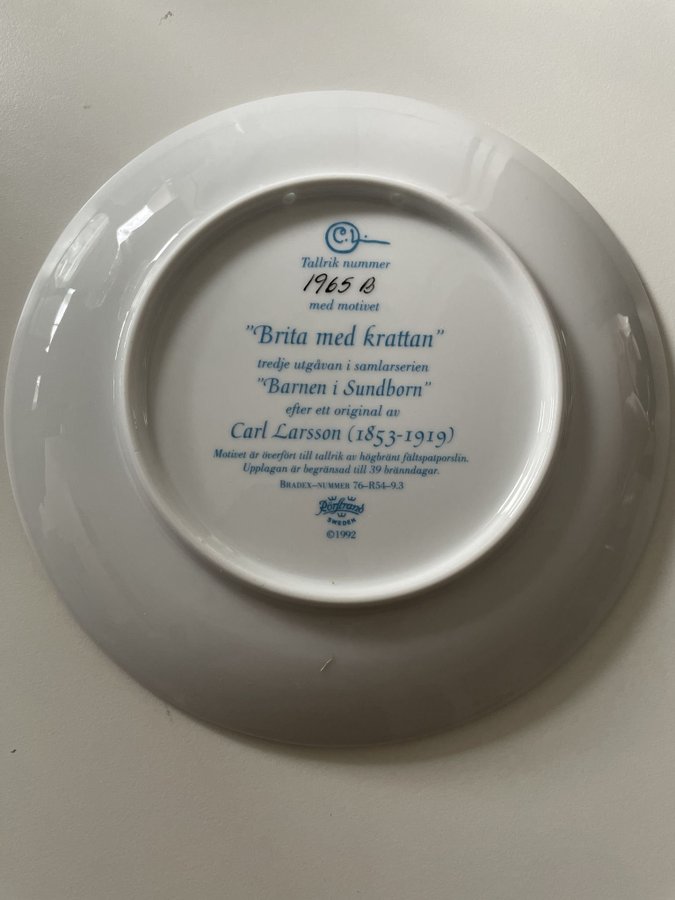 C.L.
Tallrik nummer
1965 B
med motivet
"Brita med krattan"
tredje utgåvan i samlarserien
"Barnen i Sundborn"
efter ett original av
Carl Larsson (1853-1919)
Motivet är överfört till tallrik av högbränt fältspatporslin.
Upplagan är begränsad till 39 bränndagar.
BRADEX–NUMMER 76–R54–9.3
Rörstrand
SWEDEN
©1992